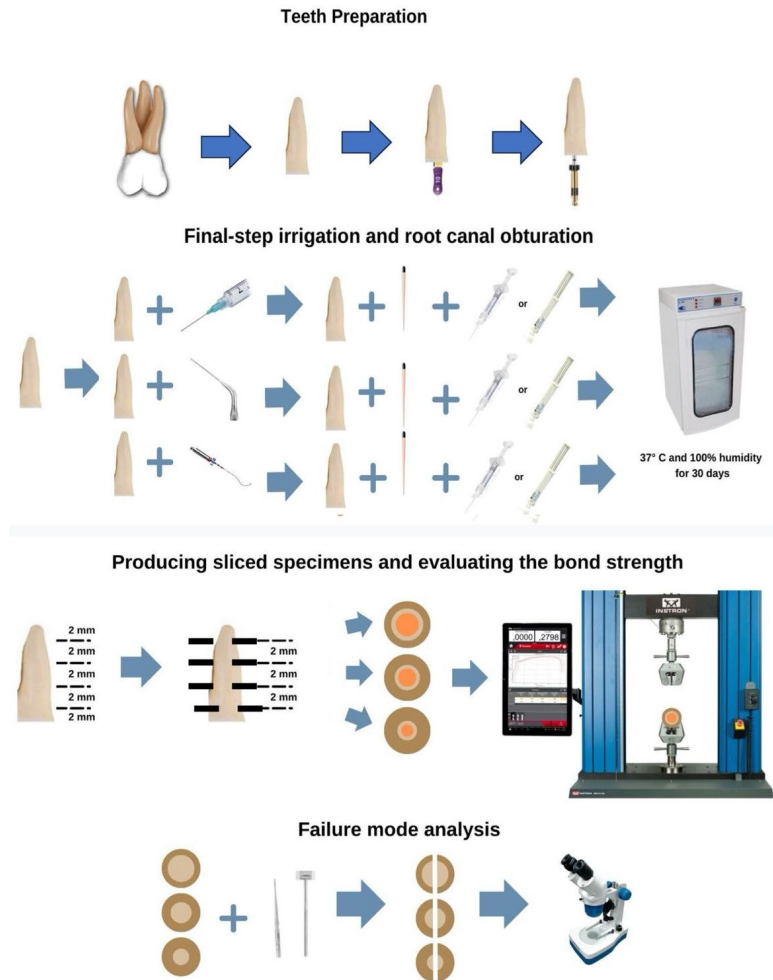 Teeth Preparation
10
Final-step irrigation and root canal obturation
or
or
or
37° C and 100% humidity
for 30 days
Producing sliced specimens and evaluating the bond strength
2 mm
2 mm
2 mm
2 mm
2 mm
2 mm
2 mm
2 mm
.0000 .2798
INSTRON
Failure mode analysis